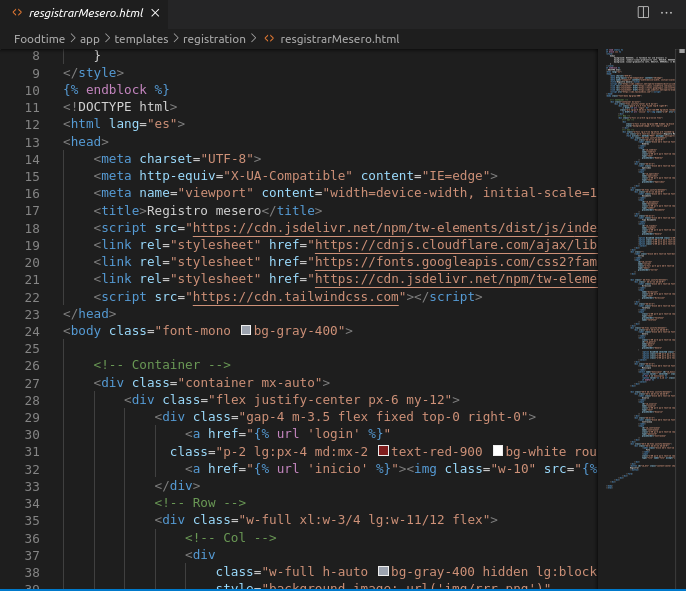 resgistrarMesero.html
Foodtime > app > templates > registration > resgistrarMesero.html
8 }
9 </style>
10 {% endblock %}
11 <!DOCTYPE html>
12 <html lang="es">
13 <head>
14 <meta charset="UTF-8">
15 <meta http-equiv="X-UA-Compatible" content="IE=edge">
16 <meta name="viewport" content="width=device-width, initial-scale=1
17 <title>Registro mesero</title>
18 <script src="https://cdn.jsdelivr.net/npm/tw-elements/dist/js/inde
19 <link rel="stylesheet" href="https://cdnjs.cloudflare.com/ajax/lib
20 <link rel="stylesheet" href="https://fonts.googleapis.com/css2?fam
21 <link rel="stylesheet" href="https://cdn.jsdelivr.net/npm/tw-eleme
22 <script src="https://cdn.tailwindcss.com"></script>
23 </head>
24 <body class="font-mono bg-gray-400">
25
26 <!-- Container -->
27 <div class="container mx-auto">
28 <div class="flex justify-center px-6 my-12">
29 <div class="gap-4 m-3.5 flex fixed top-0 right-0">
30 <a href="{% url 'login' %}"
31 class="p-2 lg:px-4 md:mx-2 text-red-900 bg-white rou
32 <a href="{% url 'inicio' %}"><img class="w-10" src="{%
33 </div>
34 <!-- Row -->
35 <div class="w-full xl:w-3/4 lg:w-11/12 flex">
36 <!-- Col -->
37 <div
38 class="w-full h-auto bg-gray-400 hidden lg:block
39 style="background-image: url('img/rrr.png')"